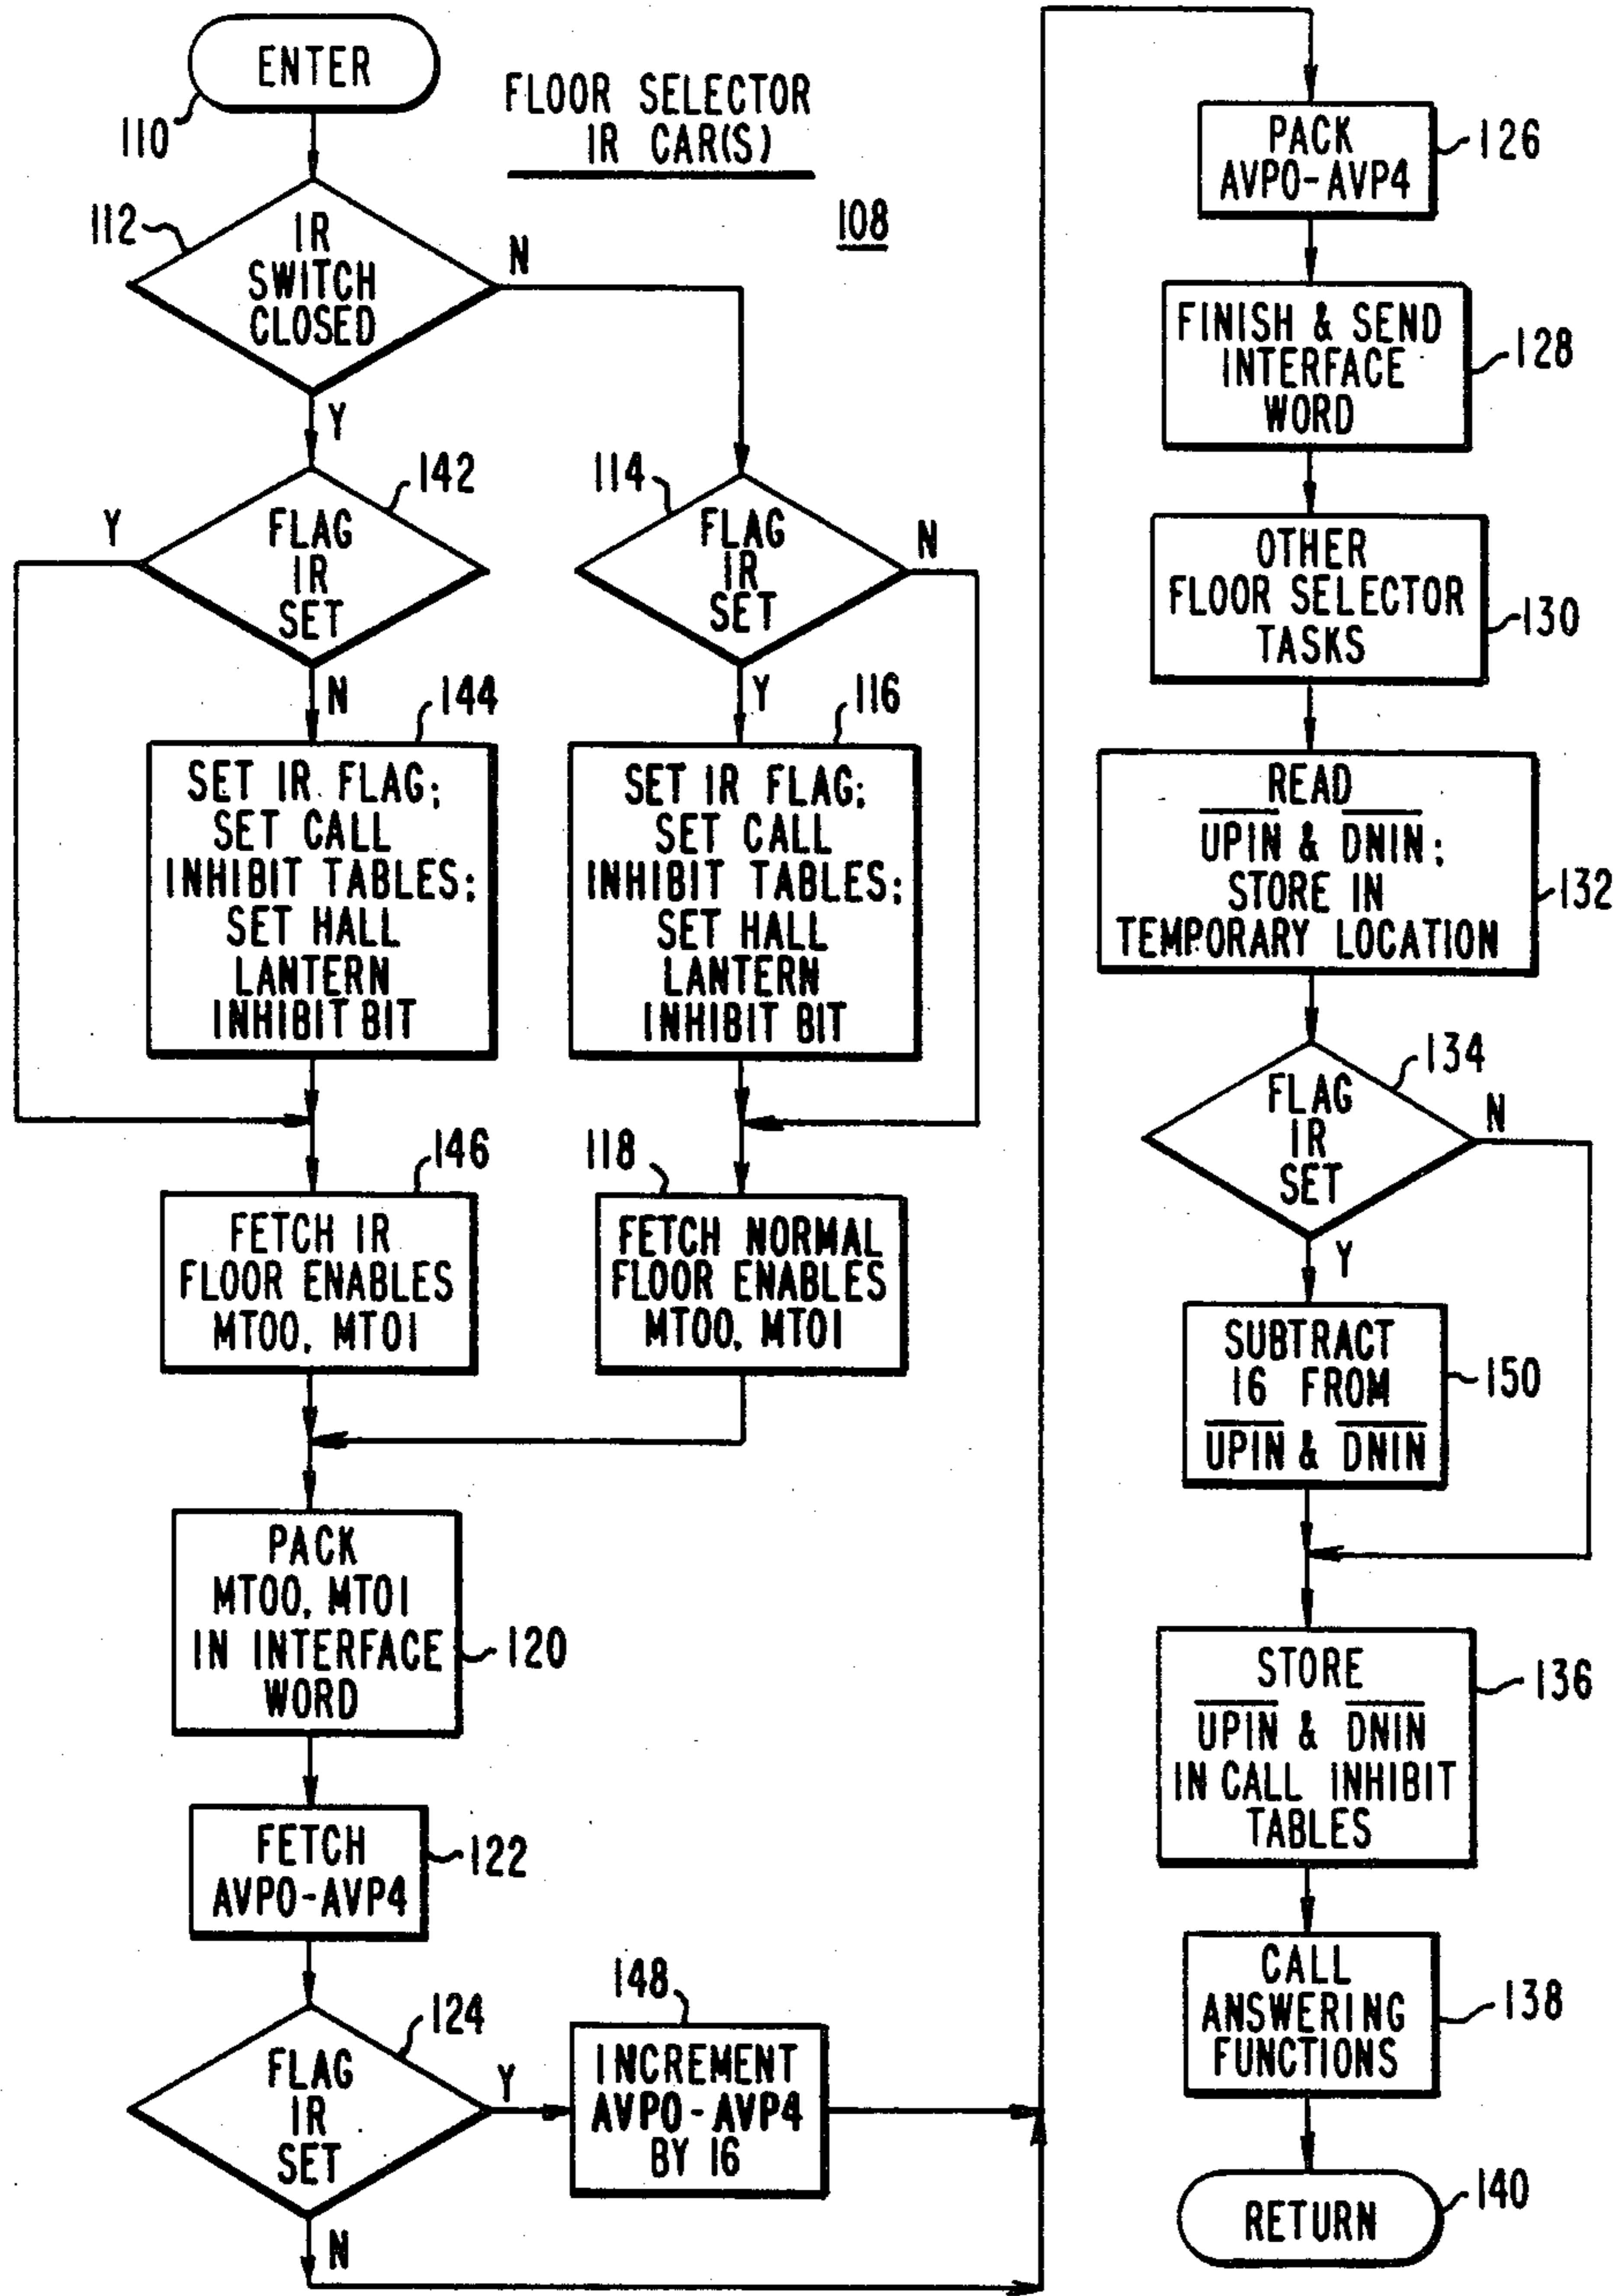 ENTER
110
FLOOR SELECTOR
IR CAR(S)
108
112
IR
SWITCH
CLOSED
N
Y
142
FLAG
IR
SET
Y
N
114
FLAG
IR
SET
N
Y
144
SET IR FLAG;
SET CALL
INHIBIT TABLES;
SET HALL
LANTERN
INHIBIT BIT
116
SET IR FLAG;
SET CALL
INHIBIT TABLES;
SET HALL
LANTERN
INHIBIT BIT
146
FETCH IR
FLOOR ENABLES
MT00, MT01
118
FETCH NORMAL
FLOOR ENABLES
MT00, MT01
PACK
MT00, MT01
IN INTERFACE
WORD
120
FETCH
AVP0-AVP4
122
124
FLAG
IR
SET
Y
N
148
INCREMENT
AVP0-AVP4
BY 16
PACK
AVP0-AVP4
126
FINISH & SEND
INTERFACE
WORD
128
OTHER
FLOOR SELECTOR
TASKS
130
READ
U̅P̅I̅N̅ & D̅N̅I̅N̅;
STORE IN
TEMPORARY LOCATION
132
134
FLAG
IR
SET
N
Y
SUBTRACT
16 FROM
U̅P̅I̅N̅ & D̅N̅I̅N̅
150
STORE
U̅P̅I̅N̅ & D̅N̅I̅N̅
IN CALL INHIBIT
TABLES
136
CALL
ANSWERING
FUNCTIONS
138
RETURN
140